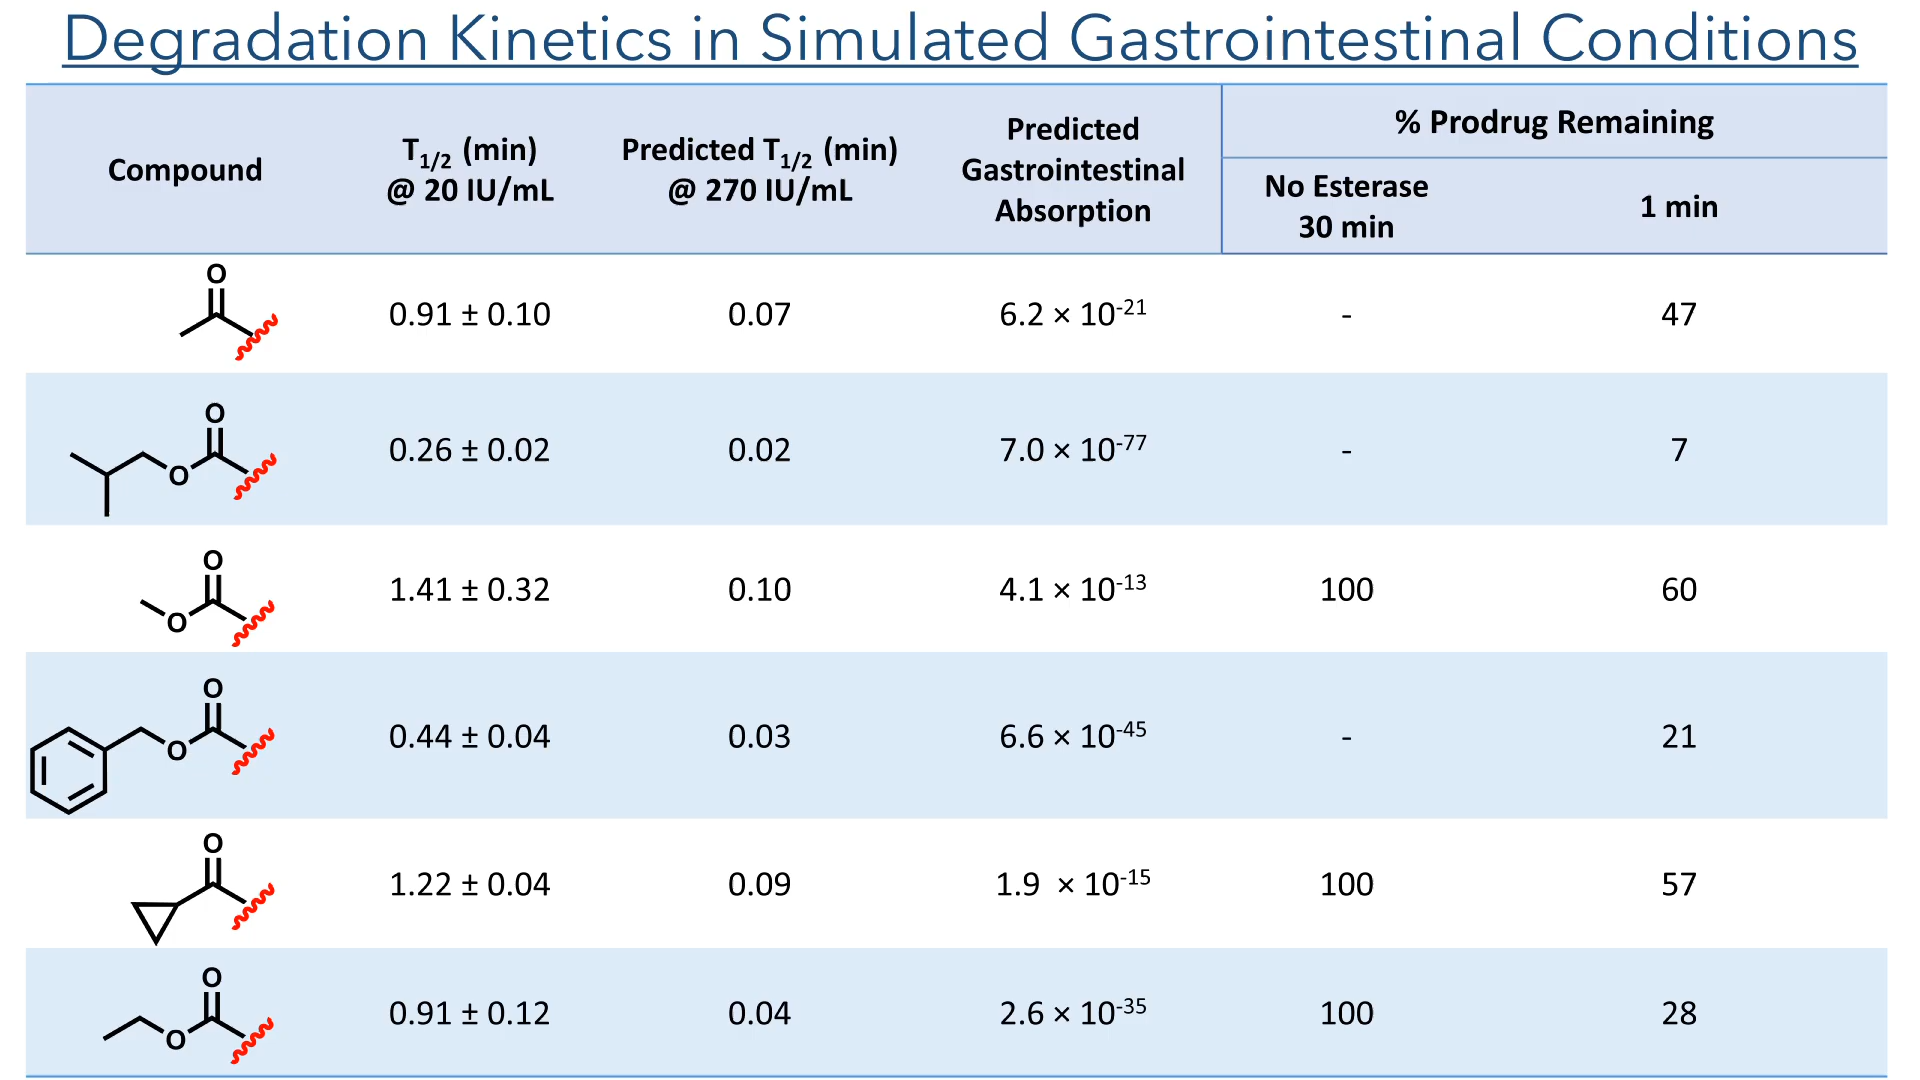 Degradation Kinetics in Simulated Gastrointestinal Conditions
Compound
T1/2 (min)
@ 20 IU/mL
Predicted T1/2 (min)
@ 270 IU/mL
Predicted
Gastrointestinal
Absorption
% Prodrug Remaining
No Esterase
30 min
1 min
O
0.91 ± 0.10 0.07 6.2 × 10⁻²¹ - 47
O
O
0.26 ± 0.02 0.02 7.0 × 10⁻⁷⁷ - 7
O
O
1.41 ± 0.32 0.10 4.1 × 10⁻¹³ 100 60
O
O
0.44 ± 0.04 0.03 6.6 × 10⁻⁴⁵ - 21
O
1.22 ± 0.04 0.09 1.9 × 10⁻¹⁵ 100 57
O
O
0.91 ± 0.12 0.04 2.6 × 10⁻³⁵ 100 28